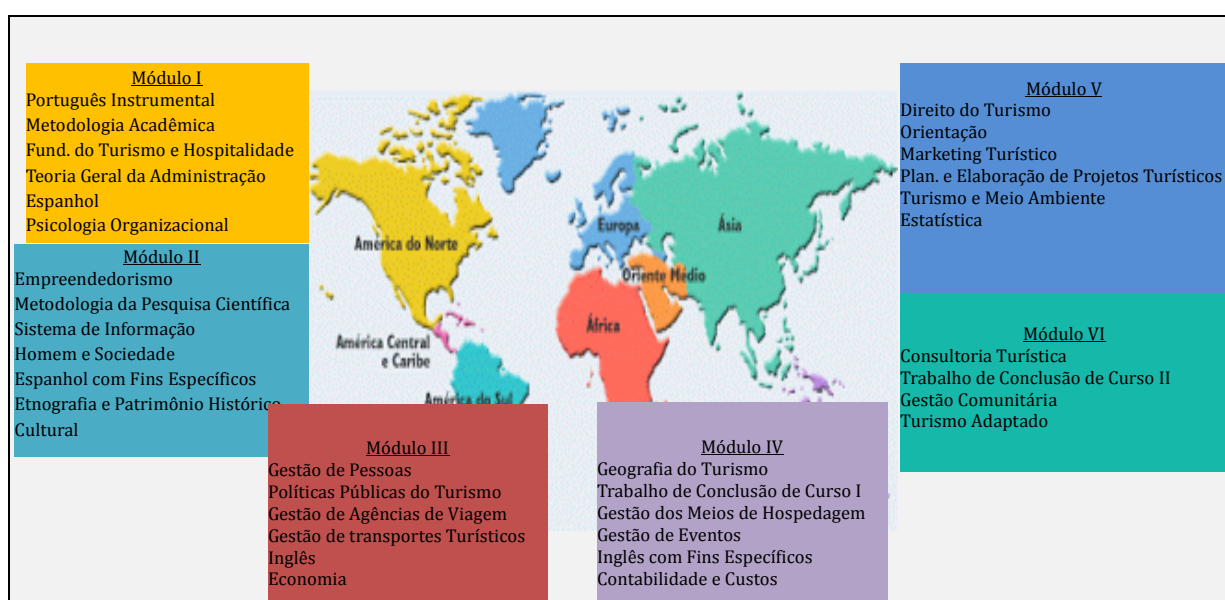 Módulo I
Português Instrumental
Metodologia Acadêmica
Fund. do Turismo e Hospitalidade
Teoria Geral da Administração
Espanhol
Psicologia Organizacional
Módulo II
Empreendedorismo
Metodologia da Pesquisa Científica
Sistema de Informação
Homem e Sociedade
Espanhol com Fins Específicos
Etnografia e Patrimônio Histórico
Cultural
Módulo III
Gestão de Pessoas
Políticas Públicas do Turismo
Gestão de Agências de Viagem
Gestão de transportes Turísticos
Inglês
Economia
Módulo IV
Geografia do Turismo
Trabalho de Conclusão de Curso I
Gestão dos Meios de Hospedagem
Gestão de Eventos
Inglês com Fins Específicos
Contabilidade e Custos
Módulo V
Direito do Turismo
Orientação
Marketing Turístico
Plan. e Elaboração de Projetos Turísticos
Turismo e Meio Ambiente
Estatística
Módulo VI
Consultoria Turística
Trabalho de Conclusão de Curso II
Gestão Comunitária
Turismo Adaptado
América do Norte
Europa
Ásia
Oriente Médio
África
América Central
e Caribe
América do Sul